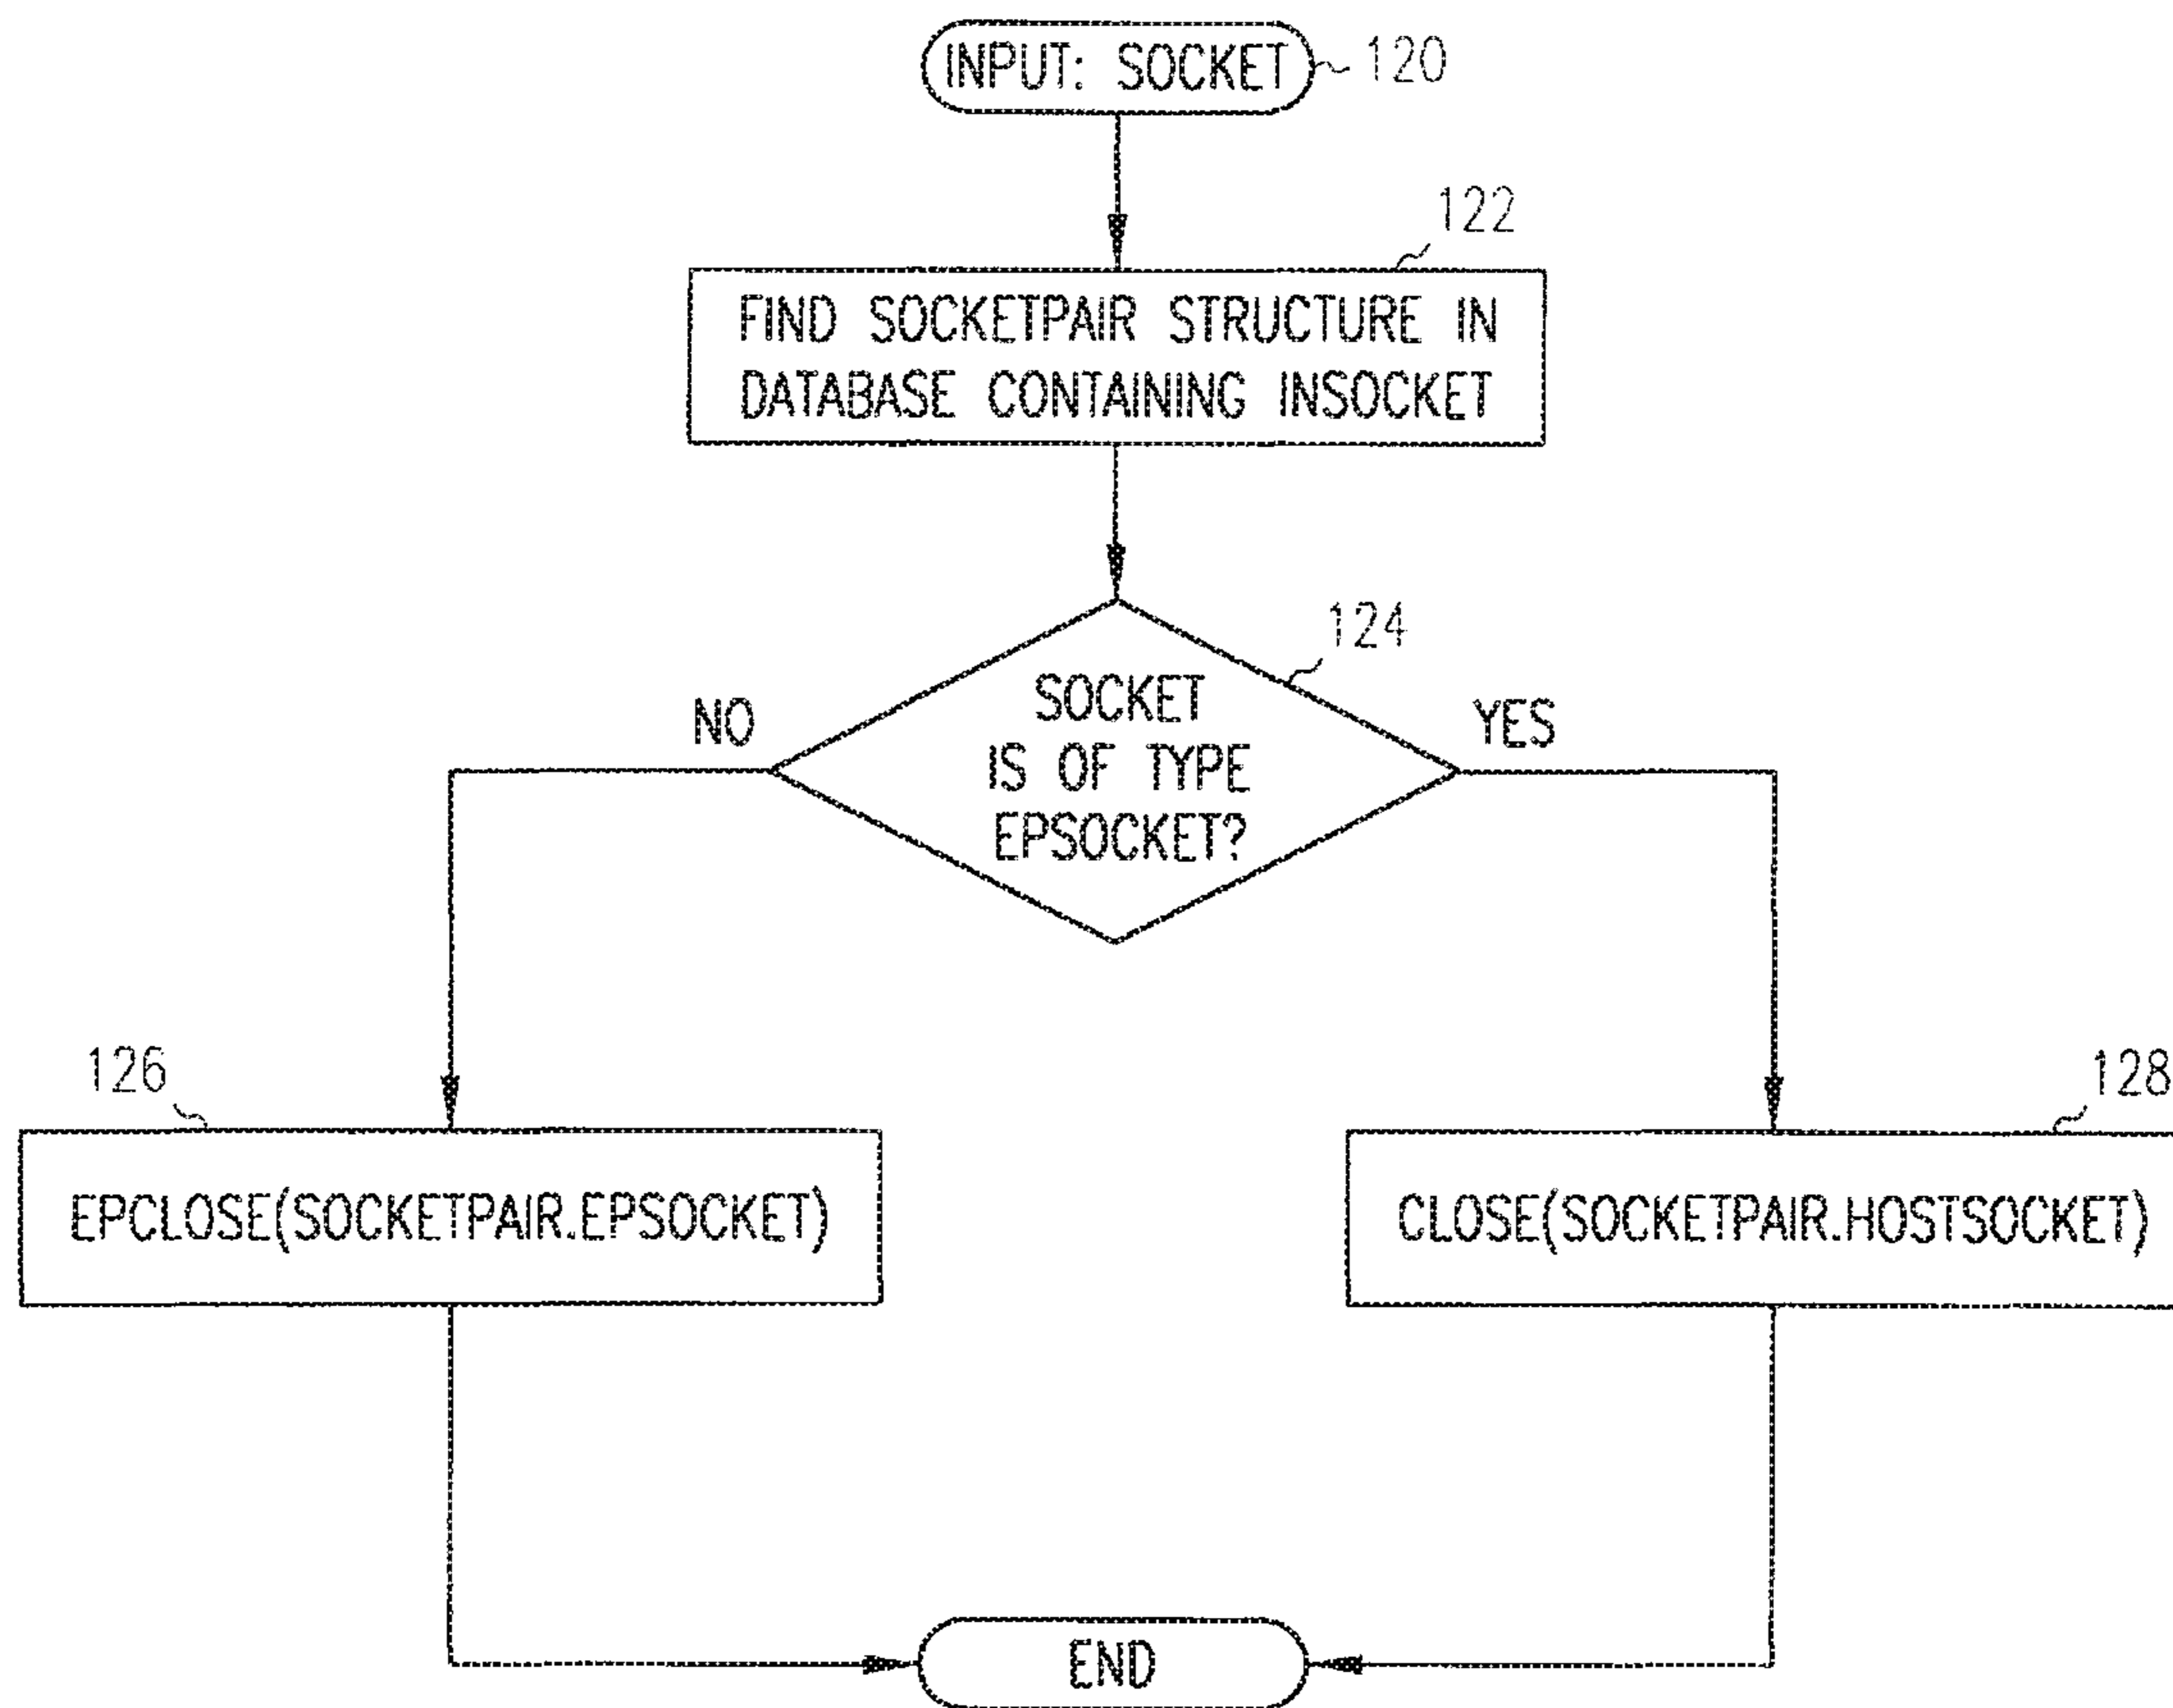 INPUT: SOCKET
120
122
FIND SOCKETPAIR STRUCTURE IN
DATABASE CONTAINING INSOCKET
124
SOCKET
IS OF TYPE
EPSOCKET?
NO
YES
126
EPCLOSE(SOCKETPAIR.EPSOCKET)
128
CLOSE(SOCKETPAIR.HOSTSOCKET)
END